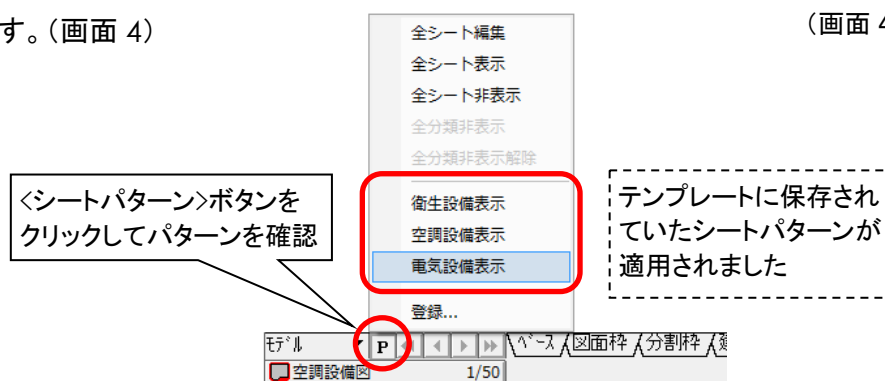 す。（画面 4）
（画面 4
全シート編集
全シート表示
全シート非表示
全分類非表示
全分類非表示解除
衛生設備表示
空調設備表示
電気設備表示
登録...
<シートパターン>ボタンを
クリックしてパターンを確認
テンプレートに保存され
ていたシートパターンが
適用されました
ﾓﾃﾞﾙ P ﾍﾞｰｽ 図面枠 分割枠
空調設備図 1/50